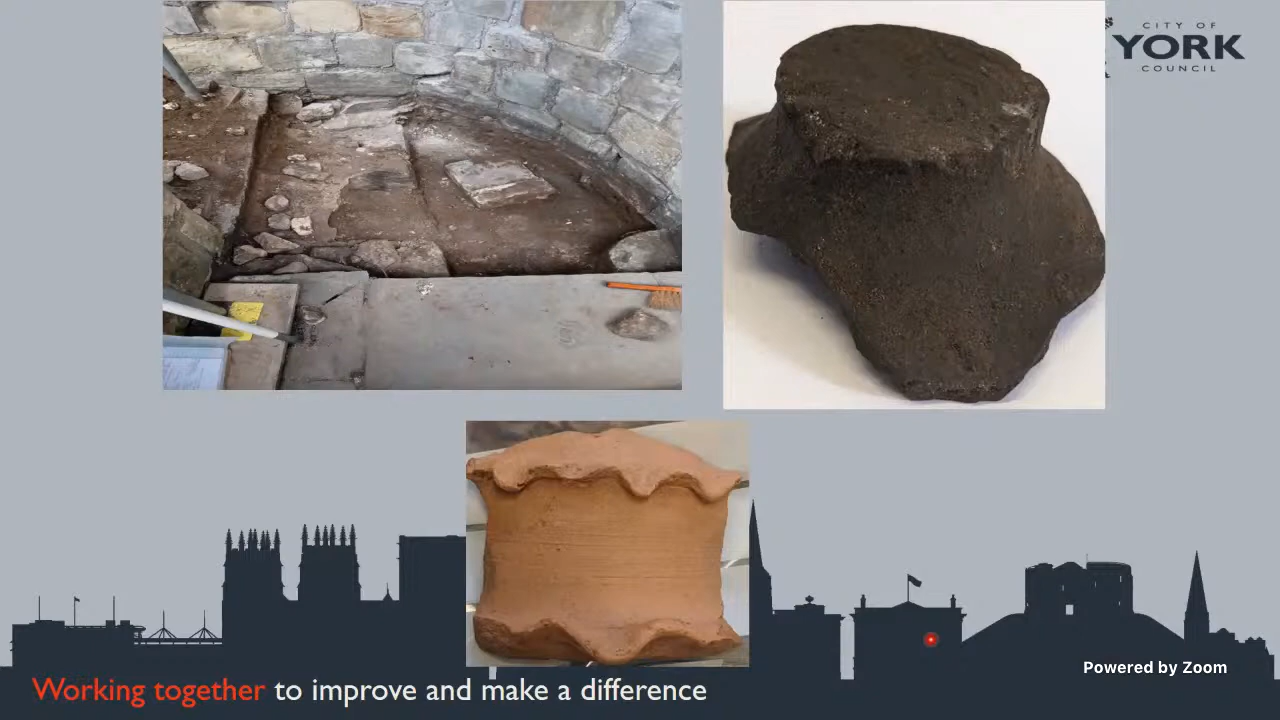 CITY OF
YORK
COUNCIL
Powered by Zoom
Working together to improve and make a difference